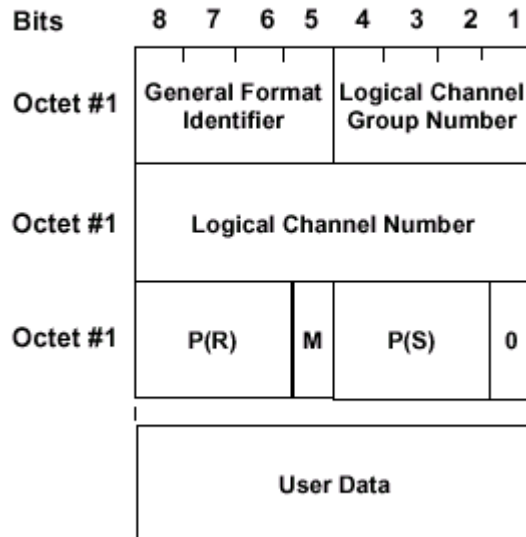 Bits 8 7 6 5 4 3 2 1
Octet #1
General Format
Identifier
Logical Channel
Group Number
Octet #1
Logical Channel Number
Octet #1
P(R) M P(S) 0
User Data